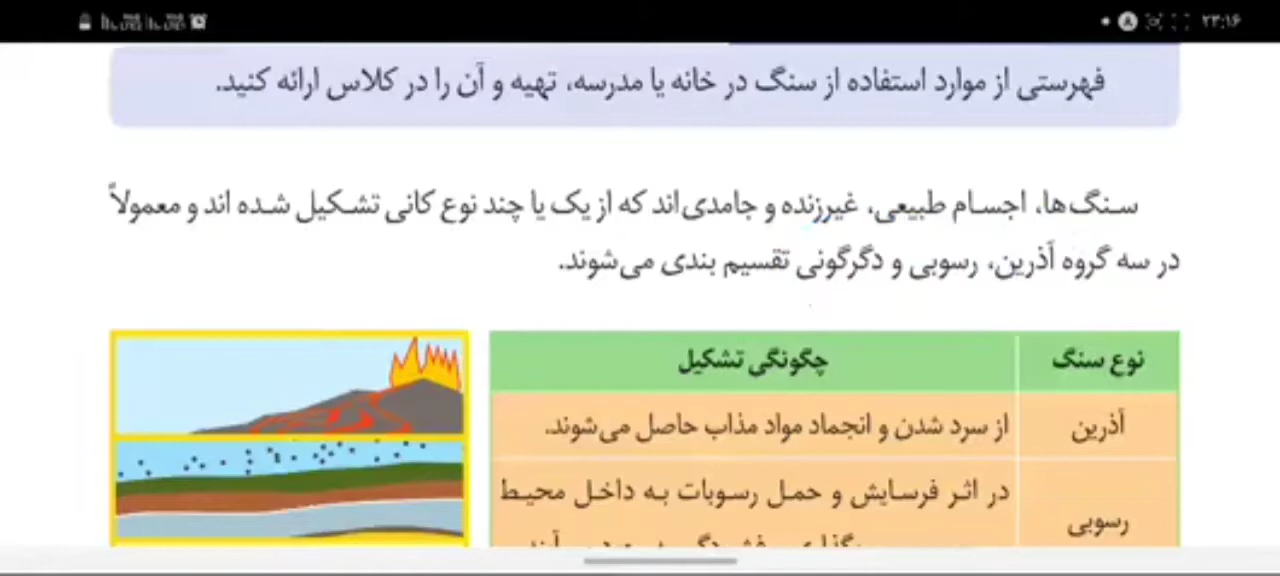 ۲۳:۱۶
فهرستی از موارد استفاده از سنگ در خانه یا مدرسه، تهیه و آن را در کلاس ارائه کنید.
سنگ‌ها، اجسام طبیعی، غیرزنده و جامدی‌اند که از یک یا چند نوع کانی تشکیل شده اند و معمولاً
در سه گروه آذرین، رسوبی و دگرگونی تقسیم بندی می‌شوند.
نوع سنگ چگونگی تشکیل
آذرین از سرد شدن و انجماد مواد مذاب حاصل می‌شوند.
رسوبی در اثر فرسایش و حمل رسوبات به داخل محیط